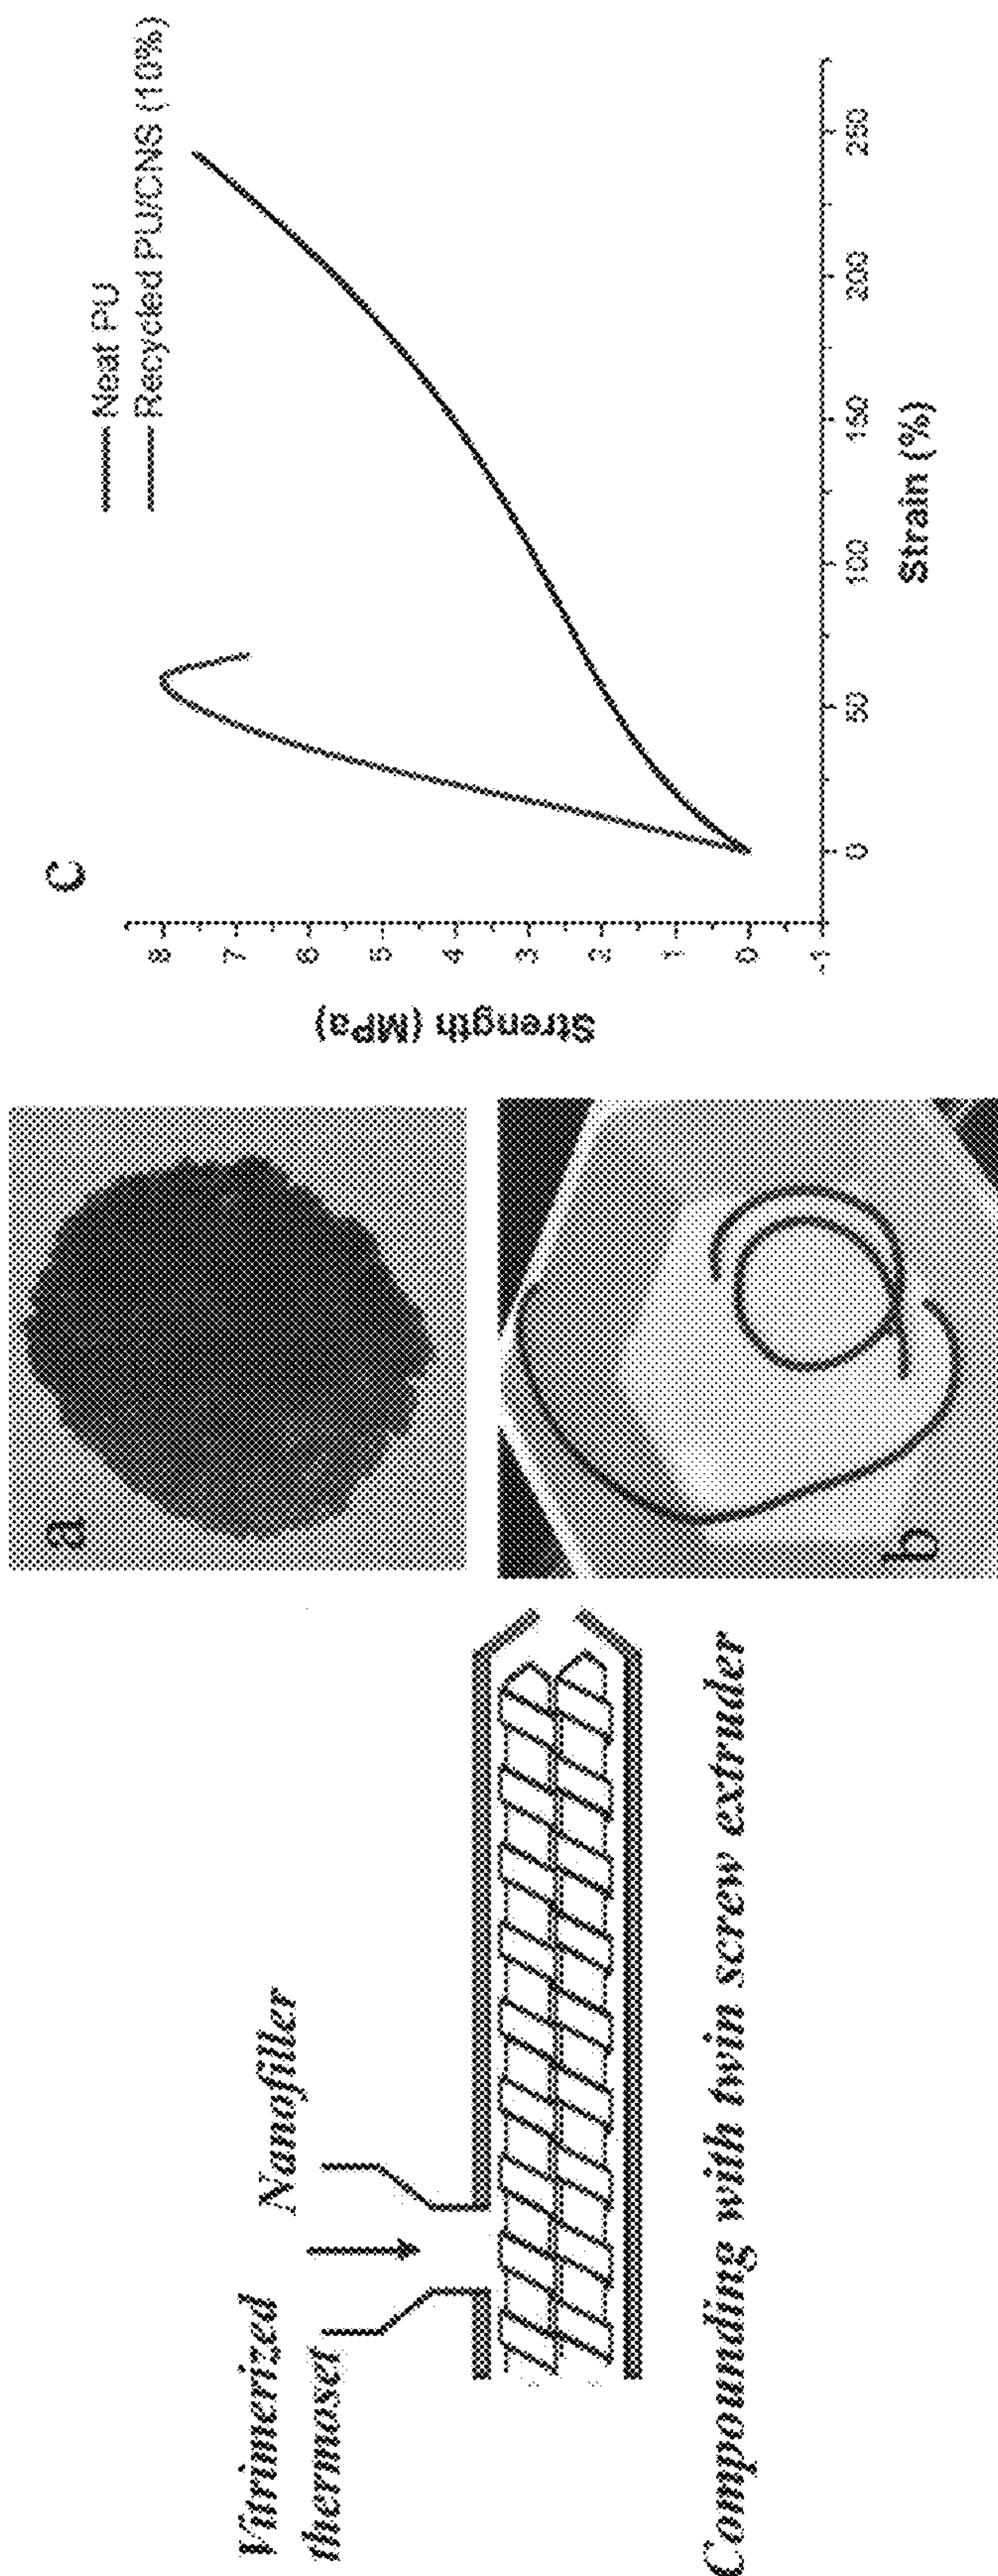 Vitrimerized
thermoset
Nanofiller
Compounding with twin screw extruder
a
b
c
Neat PU
Recycled PU/CNS (10%)
Strength (MPa)
8
7
6
5
4
3
2
1
0
-1
0
50
100
150
200
250
Strain (%)